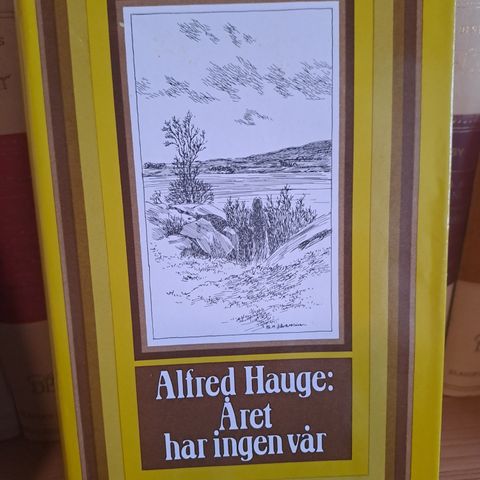 Alfred Hauge:
Året
har ingen vår